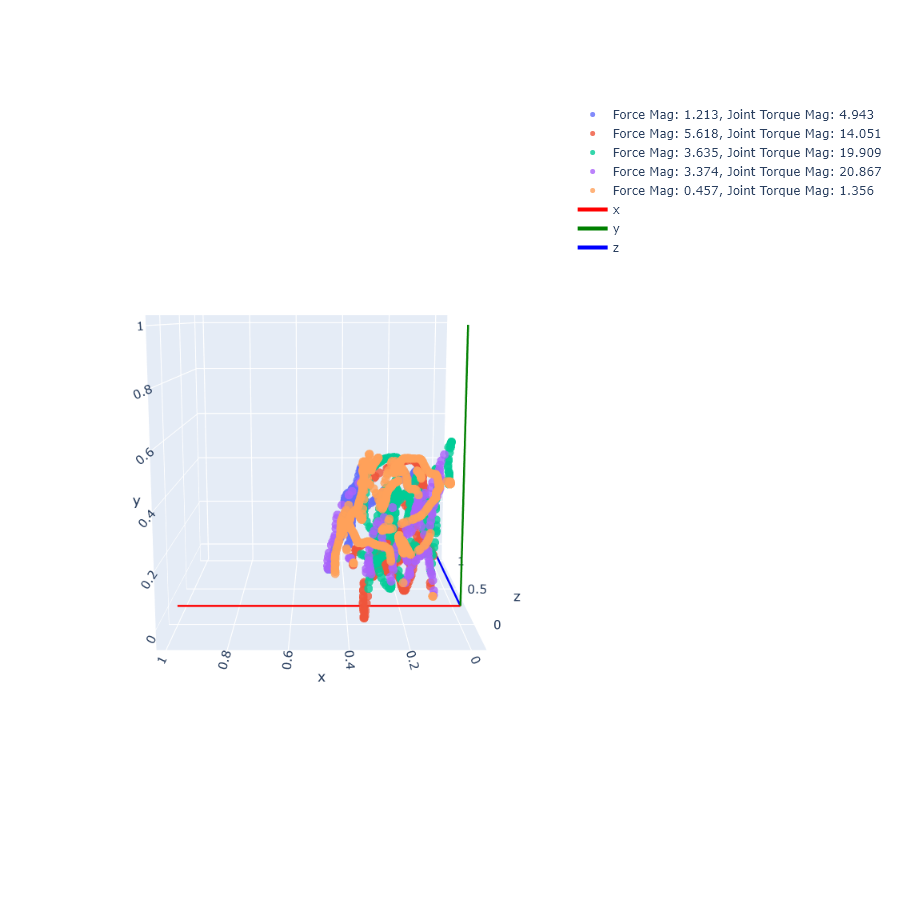 Force Mag: 1.213, Joint Torque Mag: 4.943
Force Mag: 5.618, Joint Torque Mag: 14.051
Force Mag: 3.635, Joint Torque Mag: 19.909
Force Mag: 3.374, Joint Torque Mag: 20.867
Force Mag: 0.457, Joint Torque Mag: 1.356
x
y
z
1
0.8
0.6
y
0.4
0.2
0
1
0.5
0
z
1
0.8
0.6
0.4
0.2
0
x